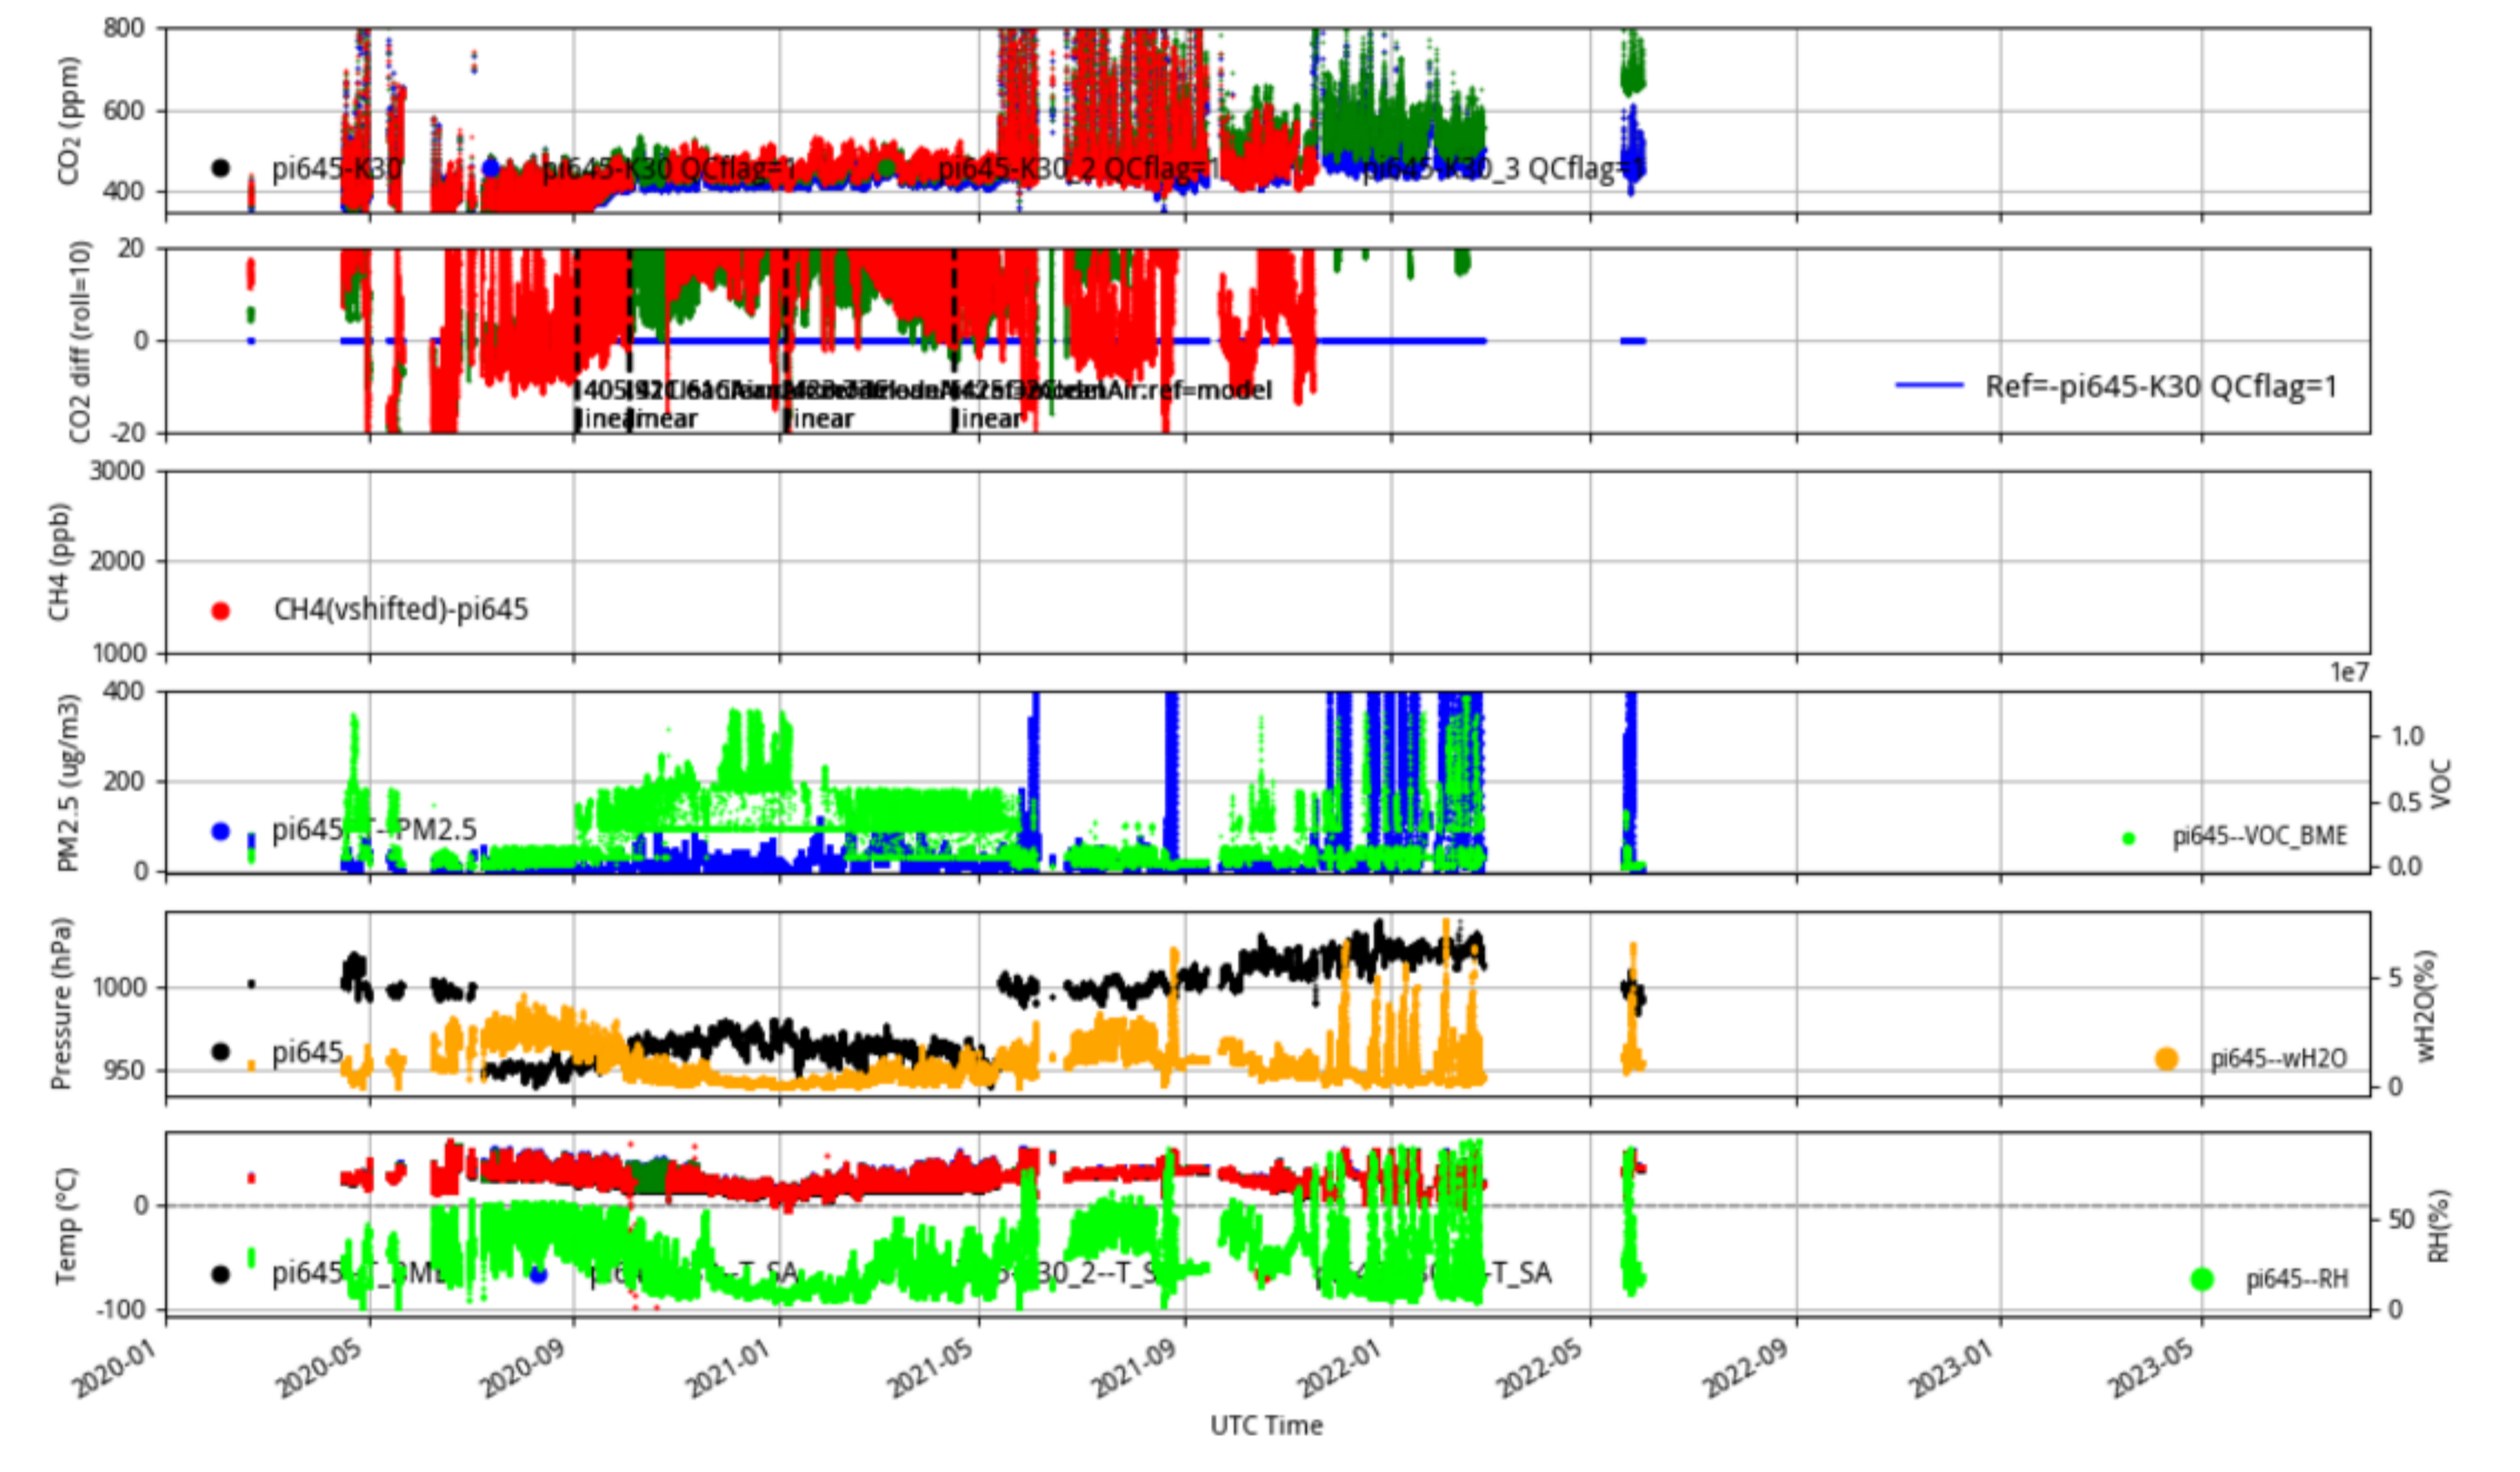 800
600
400
CO2 (ppm)
pi645-K30
pi645-K30 QCflag=1
pi645-K30_2 QCflag=1
pi645-K30_3 QCflag=1
20
0
-20
CO2 diff (roll=10)
Air:ref=model
linear
linear
linear
linear
Ref=-pi645-K30 QCflag=1
3000
2000
1000
CH4 (ppb)
CH4(vshifted)-pi645
1e7
400
200
0
PM2.5 (ug/m3)
PM2.5
1.0
0.5
0.0
VOC
pi645--VOC_BME
1000
950
Pressure (hPa)
pi645
5
0
wH2O(%)
pi645--wH2O
0
-100
Temp (°C)
50
0
RH(%)
pi645--RH
2020-01
2020-05
2020-09
2021-01
2021-05
2021-09
2022-01
2022-05
2022-09
2023-01
2023-05
UTC Time